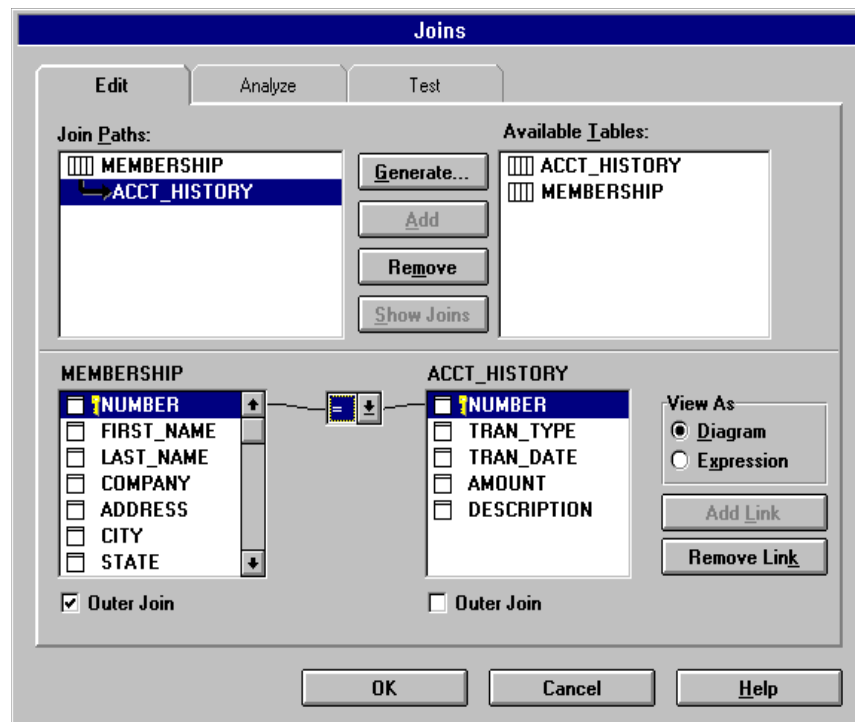 Joins
Edit
Analyze
Test
Join Paths:
MEMBERSHIP
ACCT_HISTORY
Generate...
Add
Remove
Show Joins
Available Tables:
ACCT_HISTORY
MEMBERSHIP
MEMBERSHIP
NUMBER
FIRST_NAME
LAST_NAME
COMPANY
ADDRESS
CITY
STATE
Outer Join
=
ACCT_HISTORY
NUMBER
TRAN_TYPE
TRAN_DATE
AMOUNT
DESCRIPTION
Outer Join
View As
Diagram
Expression
Add Link
Remove Link
OK
Cancel
Help